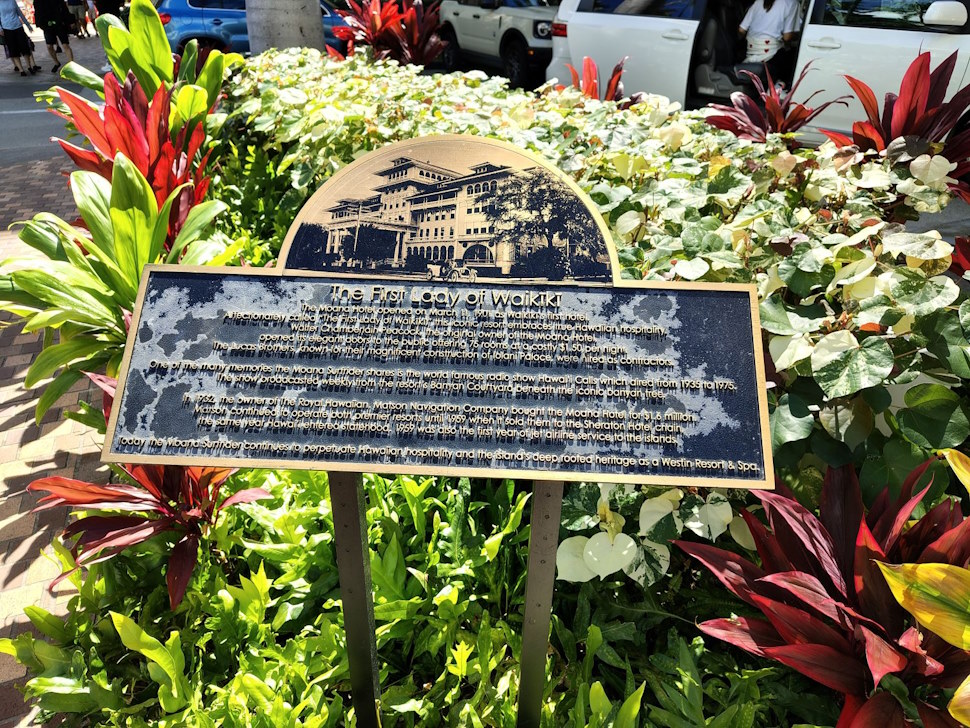 The First Lady of Waikiki
The Moana Hotel opened on March 11, 1901 as Waikiki's first hotel.
Affectionately called "The First Lady of Waikiki", this iconic resort embraces true Hawaiian hospitality.
Walter Chamberlain Peacock, the original owner of the Moana Hotel,
opened its elegant doors to the public offering 75 rooms at a costly $1.50 per night.
The Lucas Brothers, known for their magnificent construction of Iolani Palace, were hired as contractors.
One of the many memories the Moana Surfrider shares is the world famous radio show Hawaii Calls which aired from 1935 to 1975.
The show broadcasted weekly from the resort's Banyan Courtyard beneath the iconic banyan tree.
In 1932, the owner of The Royal Hawaiian, Matson Navigation Company bought the Moana Hotel for $1.6 million.
Matson continued to operate both premier resorts until 1959 when it sold them to the Sheraton Hotel chain
the same year Hawaii entered statehood. 1959 was also the first year of jet airline service to the islands.
Today the Moana Surfrider continues to perpetuate Hawaiian hospitality and the island's deep rooted heritage as a Westin Resort & Spa.